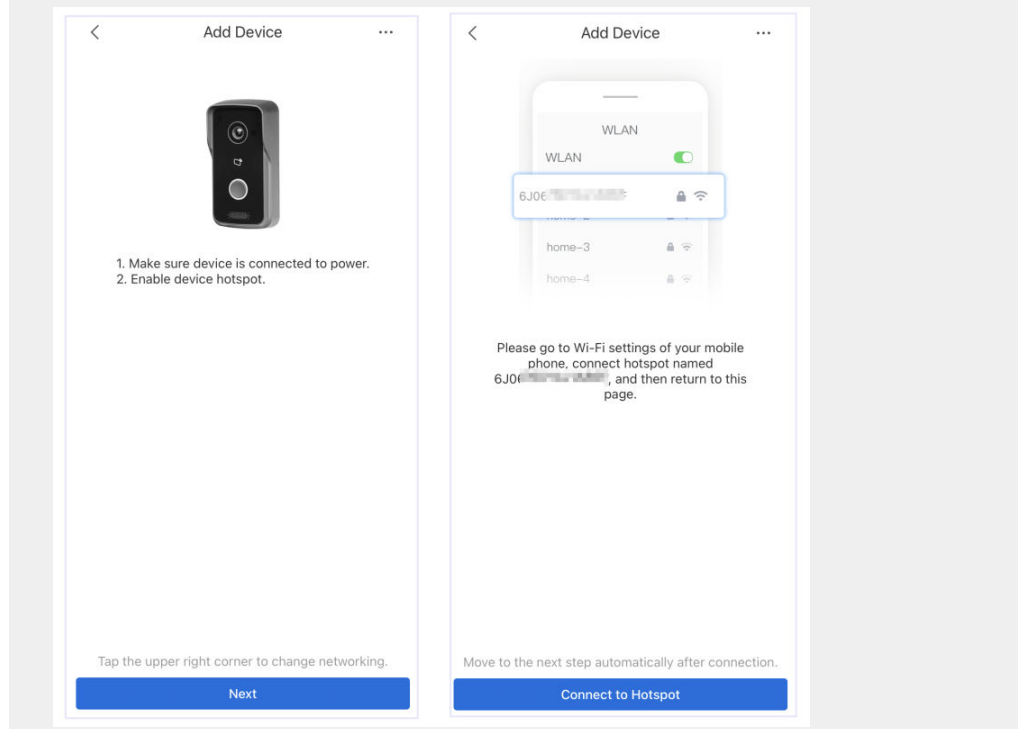 Add Device
1. Make sure device is connected to power.
2. Enable device hotspot.
Tap the upper right corner to change networking.
Next
Add Device
WLAN
WLAN
6J06
home-3
home-4
Please go to Wi-Fi settings of your mobile
phone, connect hotspot named
6J0 , and then return to this
page.
Move to the next step automatically after connection.
Connect to Hotspot